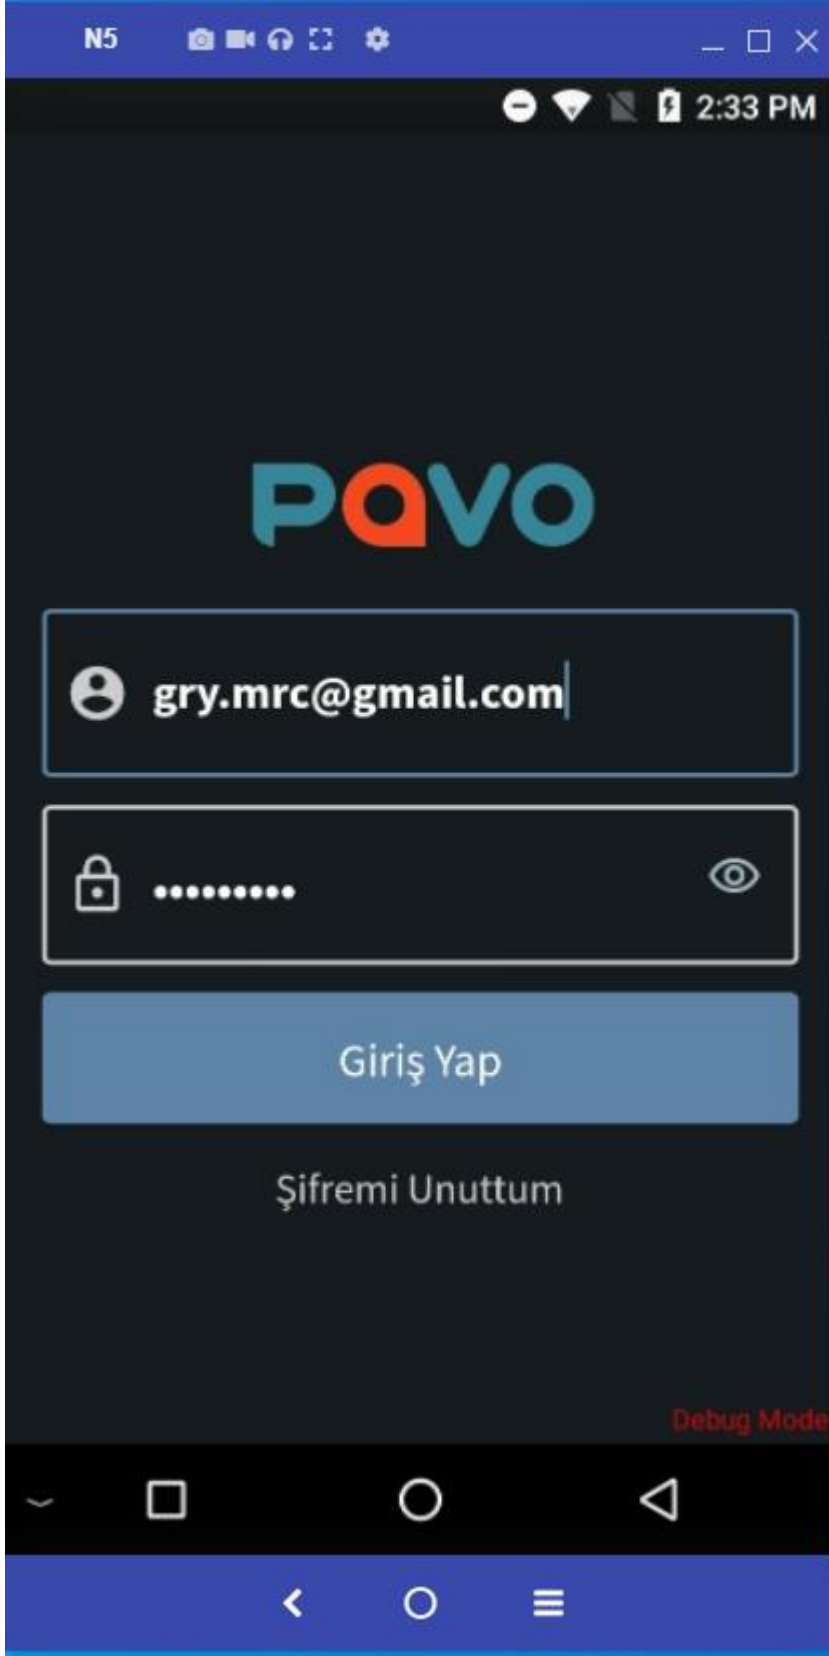 N5
2:33 PM
pavo
gry.mrc@gmail.com
•••••••••
Giriş Yap
Şifremi Unuttum
Debug Mode